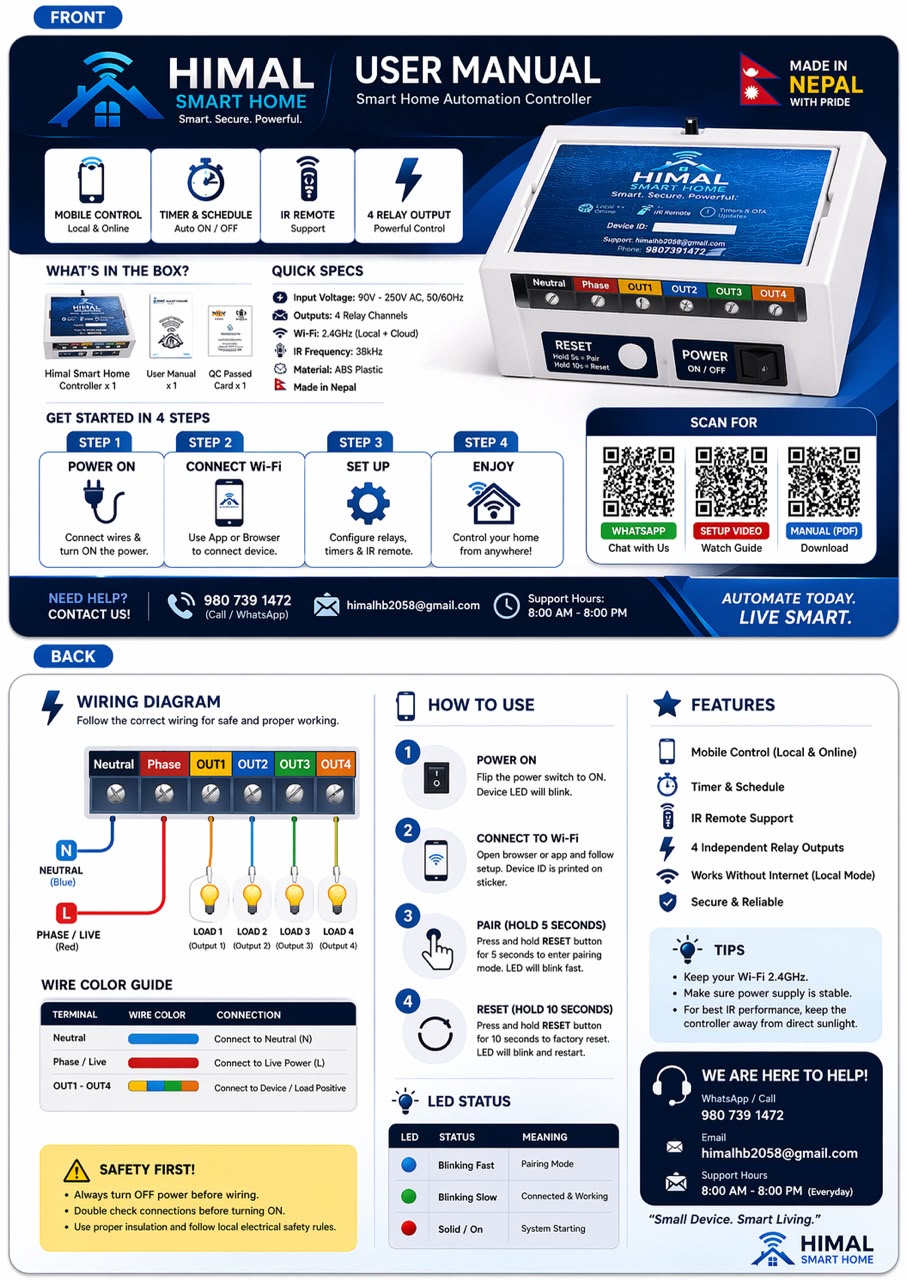 FRONT
HIMAL
SMART HOME
Smart. Secure. Powerful.
USER MANUAL
Smart Home Automation Controller
MADE IN
NEPAL
WITH PRIDE
MOBILE CONTROL
Local & Online
TIMER & SCHEDULE
Auto ON / OFF
IR REMOTE
Support
4 RELAY OUTPUT
Powerful Control
HIMAL
SMART HOME
Smart. Secure. Powerful.
IR Remote
Timers & OTA
Updates
Device ID:
Support: himalhb2058@gmail.com
Phone: 9807391472
Neutral
Phase
OUT1
OUT2
OUT3
OUT4
RESET
Hold 5s = Pair
Hold 10s = Reset
POWER
ON / OFF
WHAT'S IN THE BOX?
HIMAL
Himal Smart Home
Controller x 1
User Manual
x 1
QC Passed
Card x 1
QUICK SPECS
Input Voltage: 90V - 250V AC, 50/60Hz
Outputs: 4 Relay Channels
Wi-Fi: 2.4GHz (Local + Cloud)
IR Frequency: 38kHz
Material: ABS Plastic
Made in Nepal
GET STARTED IN 4 STEPS
STEP 1
POWER ON
Connect wires &
turn ON the power.
STEP 2
CONNECT Wi-Fi
Use App or Browser
to connect device.
STEP 3
SET UP
Configure relays,
timers & IR remote.
STEP 4
ENJOY
Control your home
from anywhere!
SCAN FOR
WHATSAPP
Chat with Us
SETUP VIDEO
Watch Guide
MANUAL (PDF)
Download
NEED HELP?
CONTACT US!
980 739 1472
(Call / WhatsApp)
himalhb2058@gmail.com
Support Hours:
8:00 AM - 8:00 PM
AUTOMATE TODAY.
LIVE SMART.
BACK
WIRING DIAGRAM
Follow the correct wiring for safe and proper working.
Neutral
Phase
OUT1
OUT2
OUT3
OUT4
N
NEUTRAL
(Blue)
L
PHASE / LIVE
(Red)
LOAD 1
(Output 1)
LOAD 2
(Output 2)
LOAD 3
(Output 3)
LOAD 4
(Output 4)
WIRE COLOR GUIDE
TERMINAL WIRE COLOR CONNECTION
Neutral Connect to Neutral (N)
Phase / Live Connect to Live Power (L)
OUT1 - OUT4 Connect to Device / Load Positive
SAFETY FIRST!
• Always turn OFF power before wiring.
• Double check connections before turning ON.
• Use proper insulation and follow local electrical safety rules.
HOW TO USE
1
POWER ON
Flip the power switch to ON.
Device LED will blink.
2
CONNECT TO Wi-Fi
Open browser or app and follow
setup. Device ID is printed on
sticker.
3
PAIR (HOLD 5 SECONDS)
Press and hold RESET button
for 5 seconds to enter pairing
mode. LED will blink fast.
4
RESET (HOLD 10 SECONDS)
Press and hold RESET button
for 10 seconds to factory reset.
LED will blink and restart.
LED STATUS
LED STATUS MEANING
Blinking Fast Pairing Mode
Blinking Slow Connected & Working
Solid / On System Starting
FEATURES
Mobile Control (Local & Online)
Timer & Schedule
IR Remote Support
4 Independent Relay Outputs
Works Without Internet (Local Mode)
Secure & Reliable
TIPS
• Keep your Wi-Fi 2.4GHz.
• Make sure power supply is stable.
• For best IR performance, keep the
controller away from direct sunlight.
WE ARE HERE TO HELP!
WhatsApp / Call
980 739 1472
Email
himalhb2058@gmail.com
Support Hours
8:00 AM - 8:00 PM (Everyday)
"Small Device. Smart Living."
HIMAL
SMART HOME